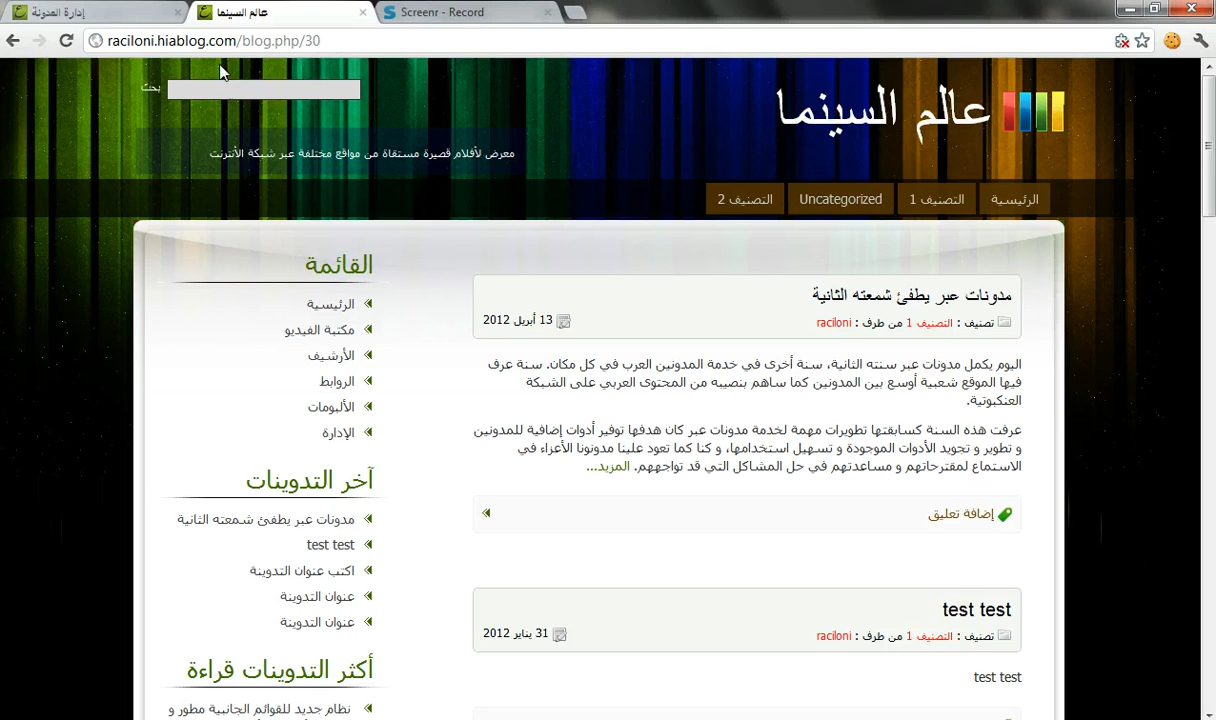 إدارة المدونة
عالم السينما
Screenr - Record
raciloni.hiablog.com/blog.php/30
بحث
عالم السينما
معرض لأفلام قصيرة مستقاة من مواقع مختلفة عبر شبكة الأنترنت
الرئيسية
التصنيف 1
Uncategorized
التصنيف 2
مدونات عبر يطفئ شمعته الثانية
تصنيف : التصنيف 1 من طرف : raciloni
13 أبريل 2012
اليوم يكمل مدونات عبر سنته الثانية، سنة أخرى في خدمة المدونين العرب في كل مكان. سنة عرف
فيها الموقع شعبية أوسع بين المدونين كما ساهم بنصيبه من المحتوى العربي على الشبكة
العنكبوتية.
عرفت هذه السنة كسابقتها تطويرات مهمة لخدمة مدونات عبر كان هدفها توفير أدوات إضافية للمدونين
و تطوير و تجويد الأدوات الموجودة و تسهيل استخدامها، و كنا كما تعود علينا مدونونا الأعزاء في
الاستماع لمقترحاتهم و مساعدتهم في حل المشاكل التي قد تواجههم. المزيد...
إضافة تعليق
test test
تصنيف : التصنيف 1 من طرف : raciloni
31 يناير 2012
test test
القائمة
الرئيسية
مكتبة الفيديو
الأرشيف
الروابط
الألبومات
الإدارة
آخر التدوينات
مدونات عبر يطفئ شمعته الثانية
test test
اكتب عنوان التدوينة
عنوان التدوينة
عنوان التدوينة
أكثر التدوينات قراءة
نظام جديد للقوائم الجانبية مطور و